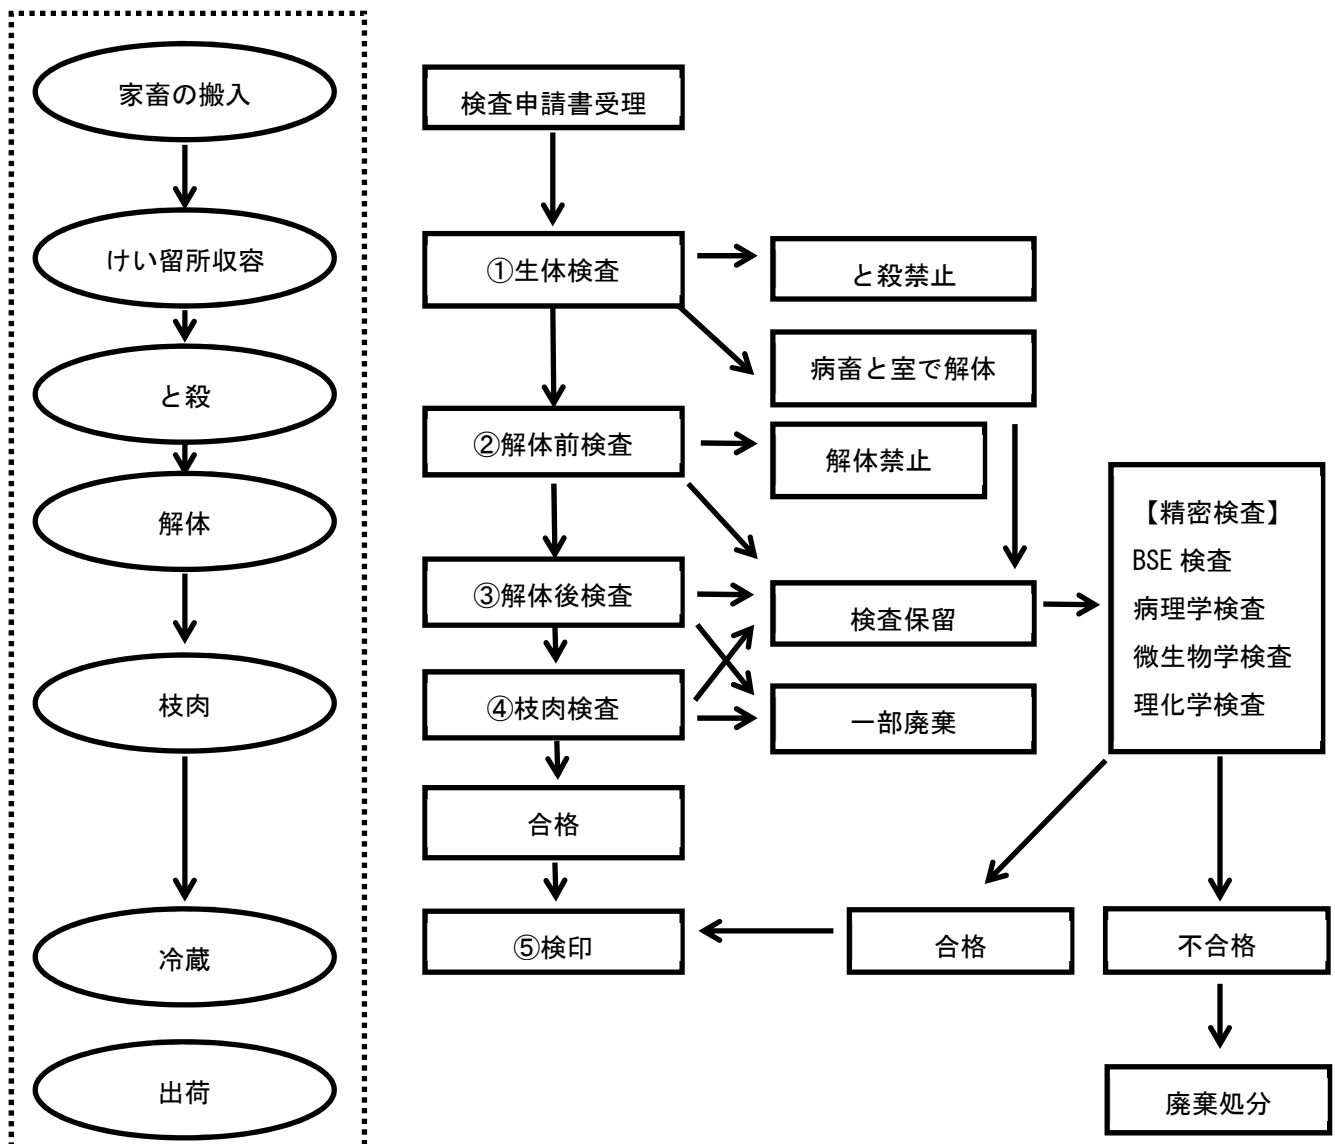 家畜の搬入
けい留所収容
と殺
解体
枝肉
冷蔵
出荷
検査申請書受理
①生体検査
と殺禁止
病畜と室で解体
②解体前検査
解体禁止
③解体後検査
検査保留
④枝肉検査
一部廃棄
【精密検査】
BSE 検査
病理学検査
微生物学検査
理化学検査
合格
⑤検印
合格
不合格
廃棄処分